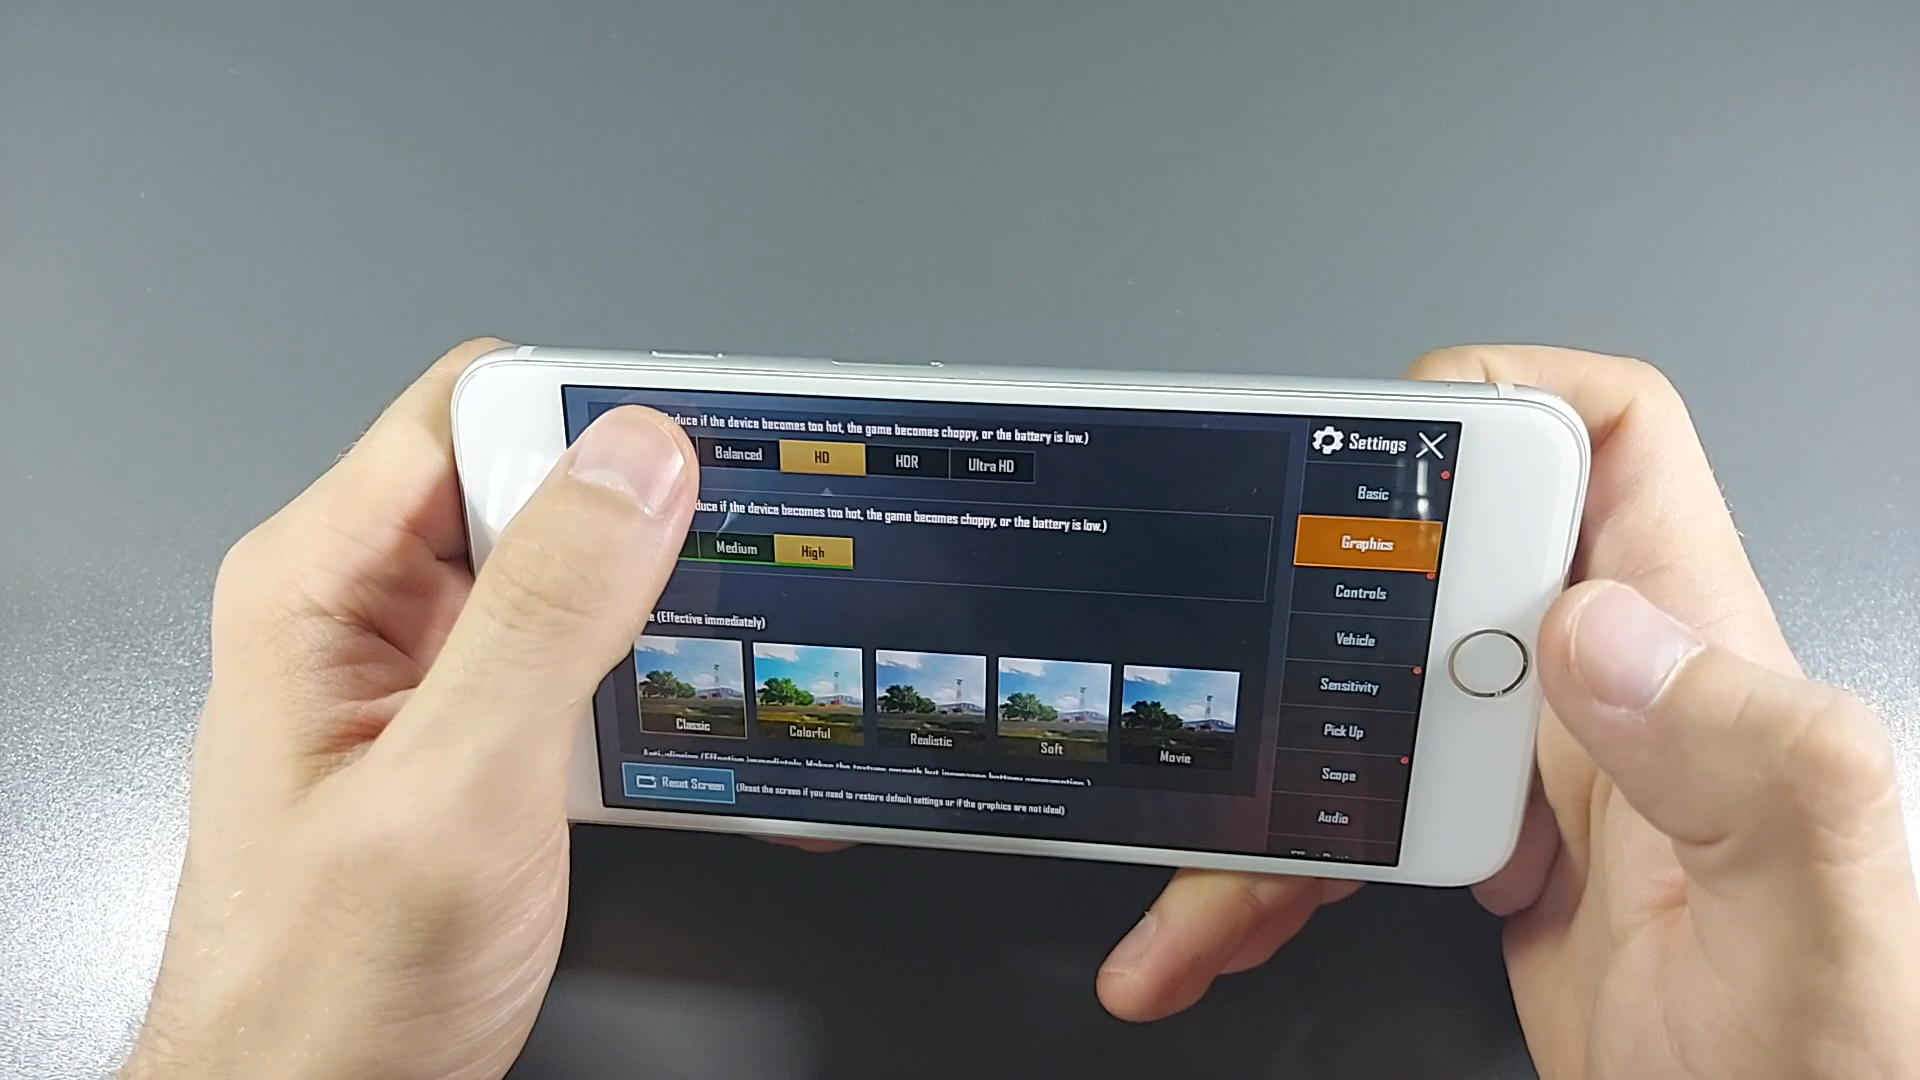 if the device becomes too hot, the game becomes choppy, or the battery is low.)
Balanced HD HDR Ultra HD
if the device becomes too hot, the game becomes choppy, or the battery is low.)
Medium High
(Effective immediately)
Classic Colorful Realistic Soft Movie
Reset Screen (Reset the screen if you need to restore default settings or if the graphics are not ideal)
Settings
Basic
Graphics
Controls
Vehicle
Sensitivity
Pick Up
Scope
Audio